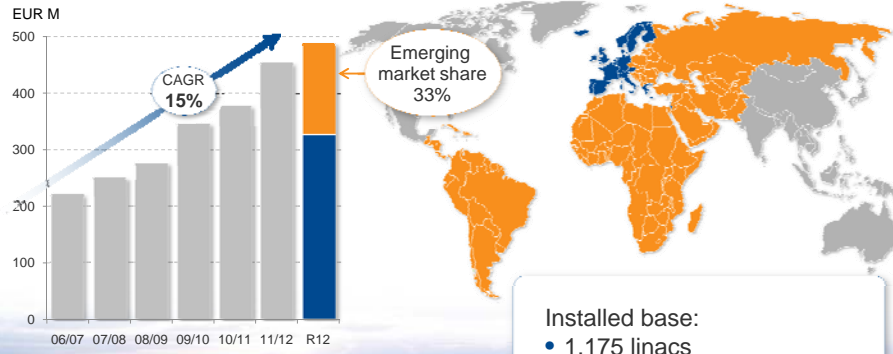 EUR M
500
400
300
200
100
0
06/07 07/08 08/09 09/10 10/11 11/12 R12
CAGR
15%
Emerging
market share
33%
Installed base:
• 1,175 linacs